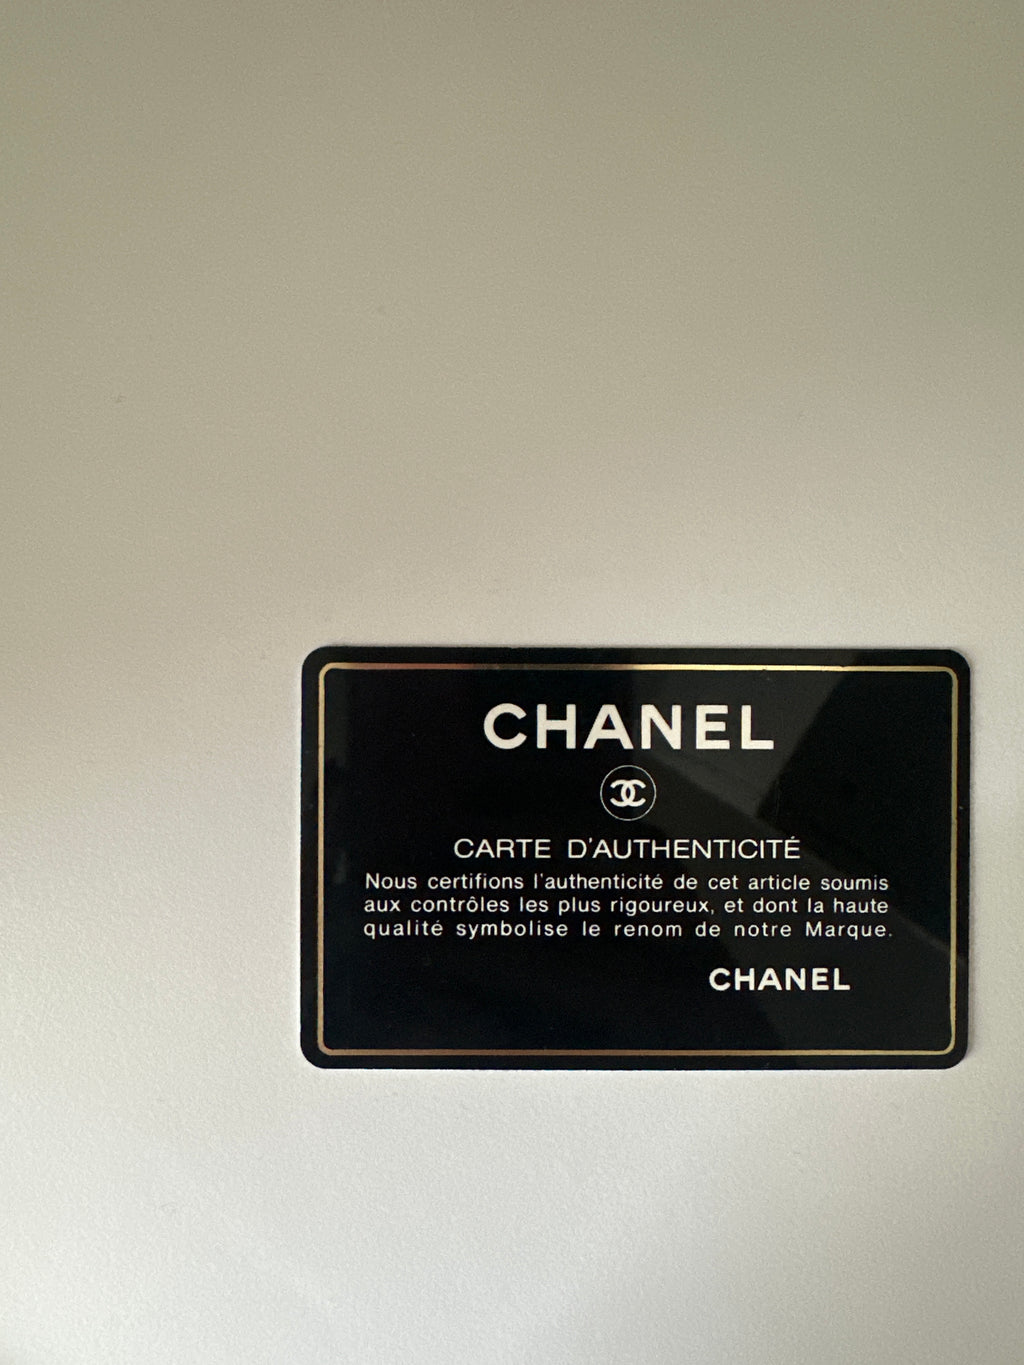 CHANEL
CARTE D'AUTHENTICITÉ
Nous certifions l'authenticité de cet article soumis
aux contrôles les plus rigoureux, et dont la haute
qualité symbolise le renom de notre Marque.
CHANEL